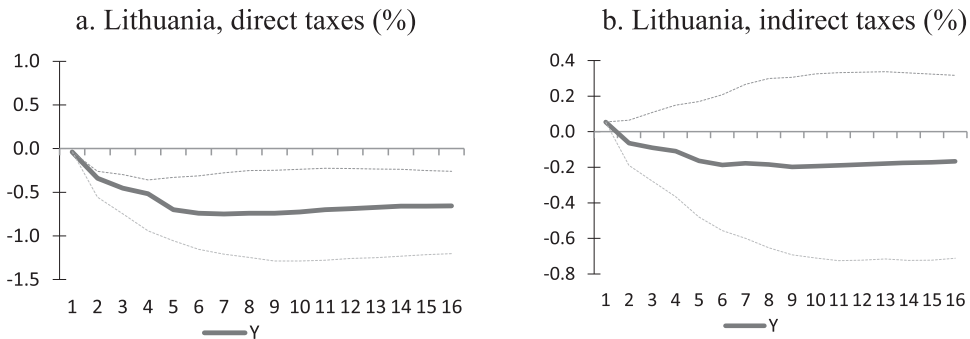 a. Lithuania, direct taxes (%)
1.0
0.5
0.0
-0.5
-1.0
-1.5
1 2 3 4 5 6 7 8 9 10 11 12 13 14 15 16
Y
b. Lithuania, indirect taxes (%)
0.4
0.2
0.0
-0.2
-0.4
-0.6
-0.8
1 2 3 4 5 6 7 8 9 10 11 12 13 14 15 16
Y